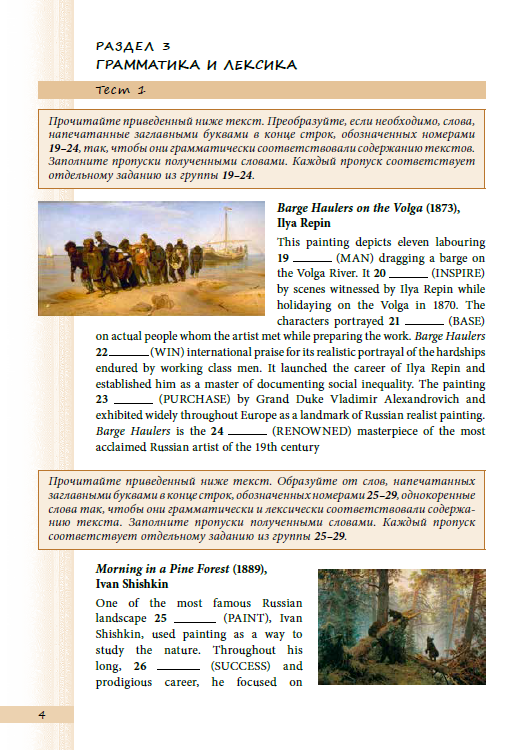 РАЗДЕЛ 3
ГРАММАТИКА И ЛЕКСИКА
Тест 1
Прочитайте приведенный ниже текст. Преобразуйте, если необходимо, слова,
напечатанные заглавными буквами в конце строк, обозначенных номерами
19–24, так, чтобы они грамматически соответствовали содержанию текстов.
Заполните пропуски полученными словами. Каждый пропуск соответствует
отдельному заданию из группы 19–24.
Barge Haulers on the Volga (1873),
Ilya Repin
This painting depicts eleven labouring
19 _______ (MAN) dragging a barge on
the Volga River. It 20 _______ (INSPIRE)
by scenes witnessed by Ilya Repin while
holidaying on the Volga in 1870. The
characters portrayed 21 _______ (BASE)
on actual people whom the artist met while preparing the work. Barge Haulers
22 _______ (WIN) international praise for its realistic portrayal of the hardships
endured by working class men. It launched the career of Ilya Repin and
established him as a master of documenting social inequality. The painting
23 _______ (PURCHASE) by Grand Duke Vladimir Alexandrovich and
exhibited widely throughout Europe as a landmark of Russian realist painting.
Barge Haulers is the 24 _______ (RENOWNED) masterpiece of the most
acclaimed Russian artist of the 19th century
Прочитайте приведенный ниже текст. Образуйте от слов, напечатанных
заглавными буквами в конце строк, обозначенных номерами 25–29, однокоренные
слова так, чтобы они грамматически и лексически соответствовали содержа-
нию текста. Заполните пропуски полученными словами. Каждый пропуск
соответствует отдельному заданию из группы 25–29.
Morning in a Pine Forest (1889),
Ivan Shishkin
One of the most famous Russian
landscape 25 _______ (PAINT), Ivan
Shishkin, used painting as a way to
study the nature. Throughout his
long, 26 _______ (SUCCESS) and
prodigious career, he focused on
4